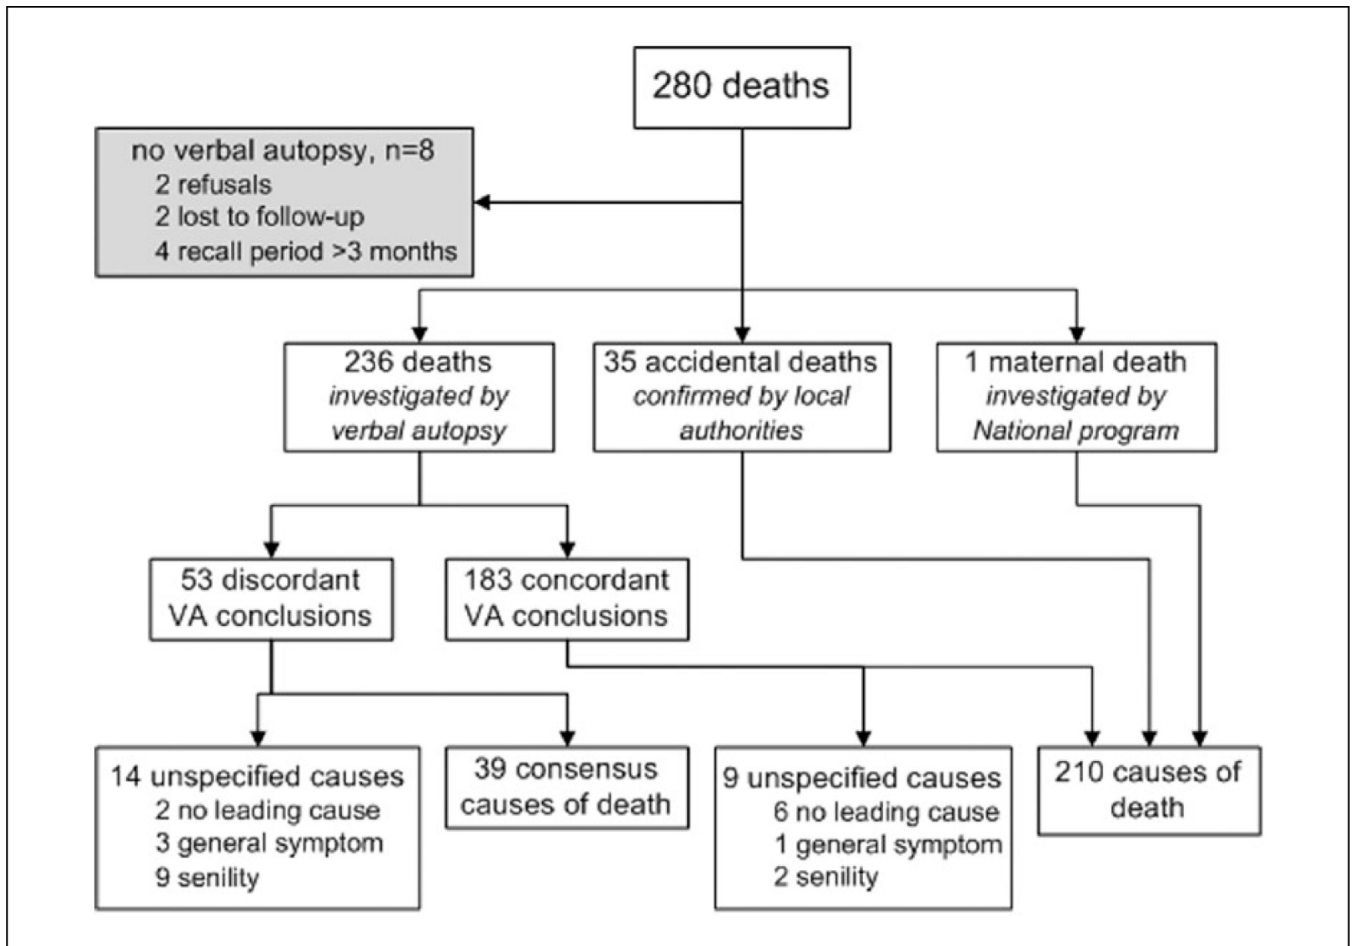 280 deaths
no verbal autopsy, n=8
2 refusals
2 lost to follow-up
4 recall period >3 months
236 deaths
investigated by
verbal autopsy
35 accidental deaths
confirmed by local
authorities
1 maternal death
investigated by
National program
53 discordant
VA conclusions
183 concordant
VA conclusions
14 unspecified causes
2 no leading cause
3 general symptom
9 senility
39 consensus
causes of death
9 unspecified causes
6 no leading cause
1 general symptom
2 senility
210 causes of
death